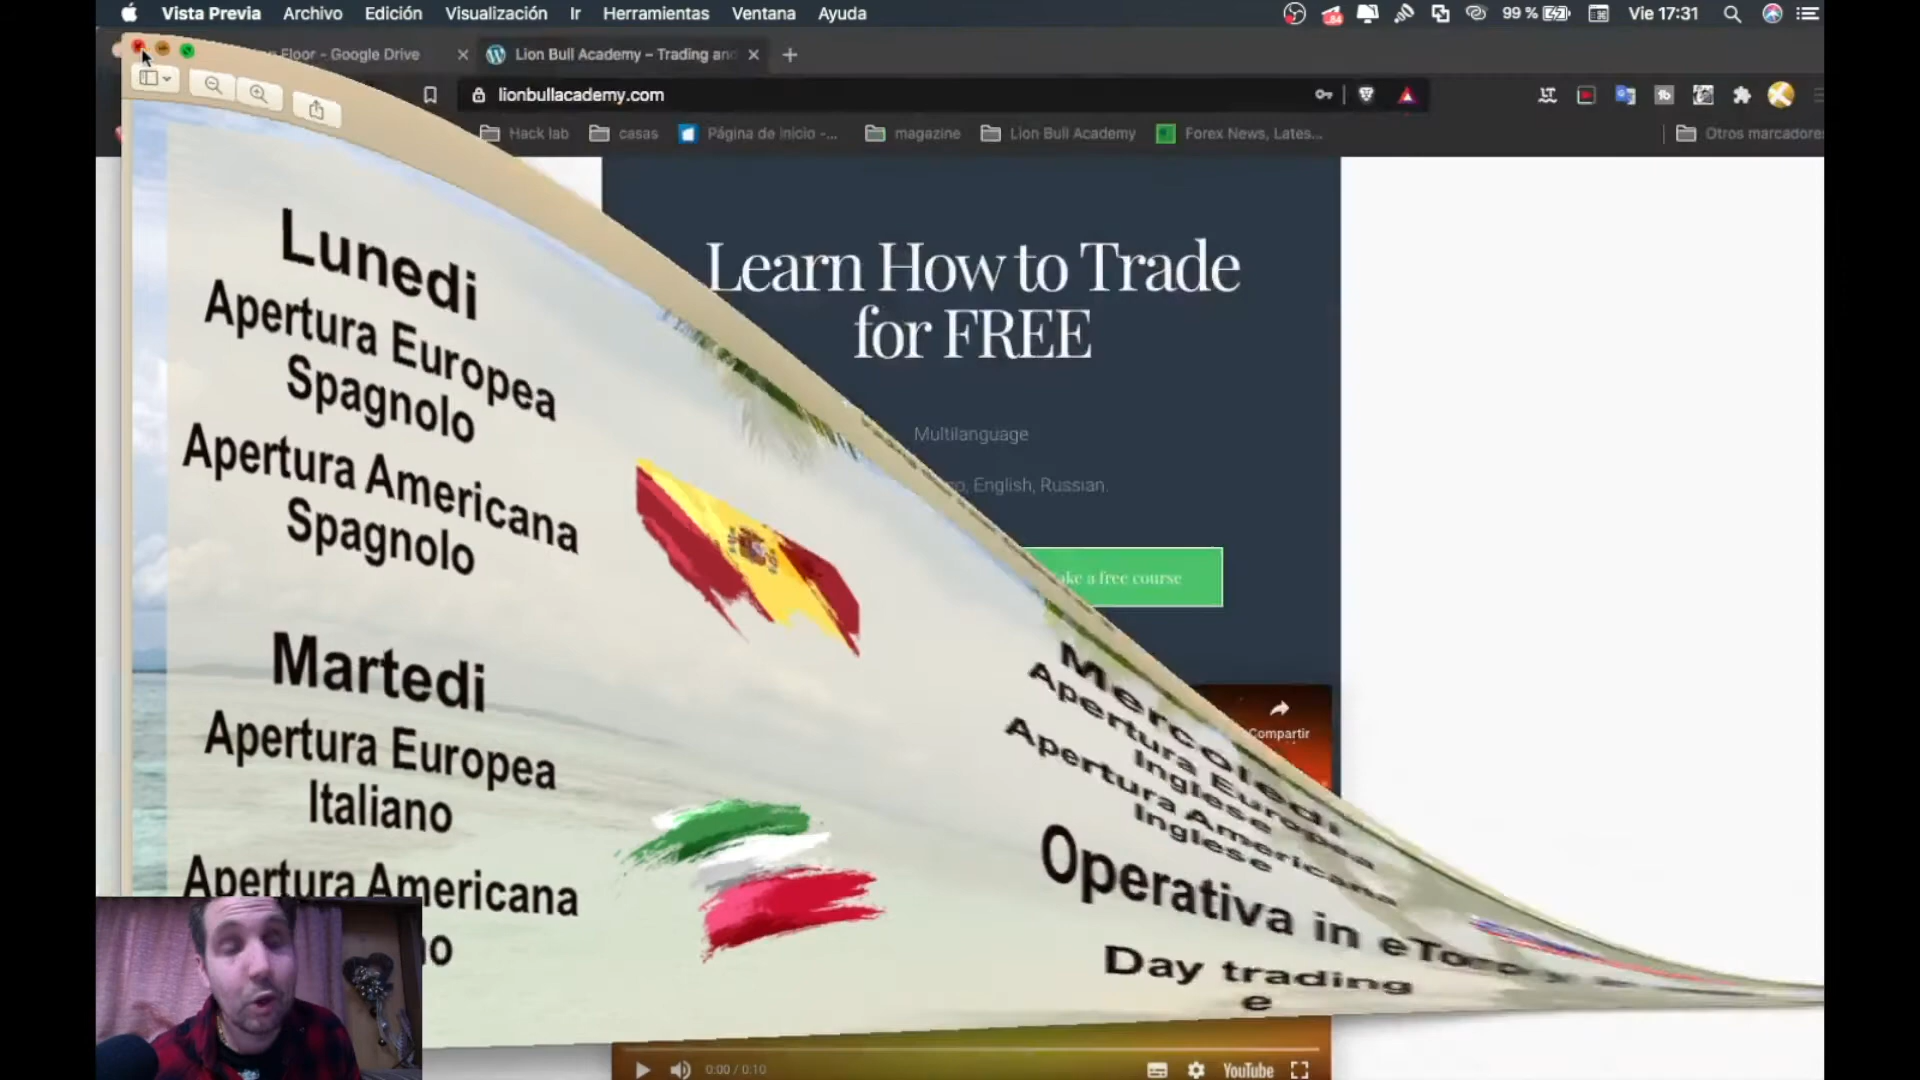 Vista Previa Archivo Edición Visualización Ir Herramientas Ventana Ayuda
84
99 %
Vie 17:31
Floor - Google Drive
Lion Bull Academy – Trading and
lionbullacademy.com
Hack lab
casas
Página de inicio -...
magazine
Lion Bull Academy
Forex News, Lates...
Otros marcadores
Learn How to Trade
for FREE
Multilanguage
English, Russian.
a free course
Compartir
Lunedi
Apertura Europea
Spagnolo
Apertura Americana
Spagnolo
Martedi
Apertura Europea
Italiano
Apertura Americana
Mercoledi
Apertura Europea
Inglese
Apertura Americana
Inglese
Operativa in eToro
Day trading
e
0:00 / 0:10
YouTube